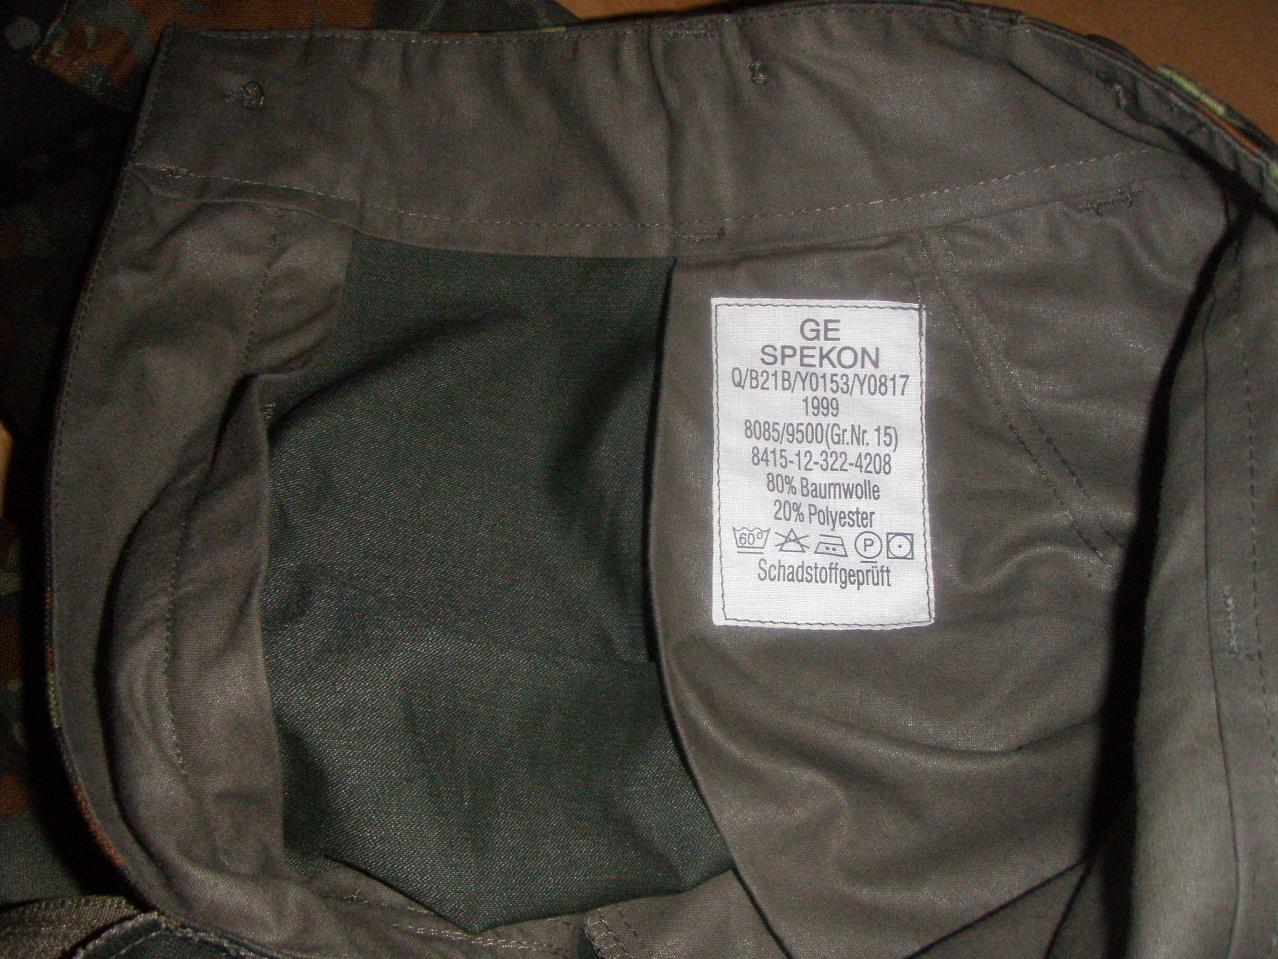 GE
SPEKON
Q/B21B/Y0153/Y0817
1999
8085/9500(Gr.Nr. 15)
8415-12-322-4208
80% Baumwolle
20% Polyester
60° P
Schadstoffgeprüft